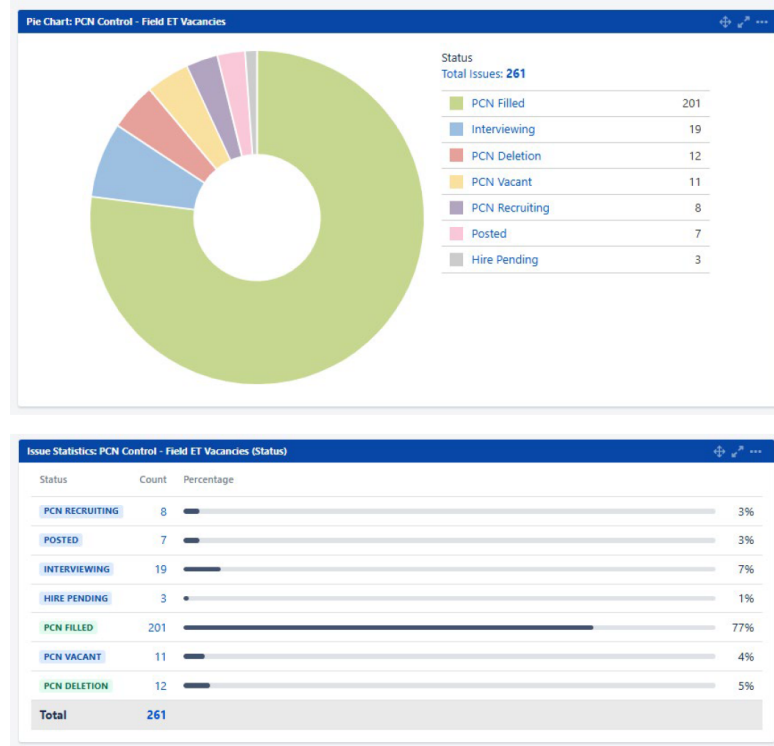 Pie Chart: PCN Control - Field ET Vacancies
Status
Total Issues: 261
PCN Filled 201
Interviewing 19
PCN Deletion 12
PCN Vacant 11
PCN Recruiting 8
Posted 7
Hire Pending 3
Issue Statistics: PCN Control - Field ET Vacancies (Status)
Status Count Percentage
PCN RECRUITING 8 3%
POSTED 7 3%
INTERVIEWING 19 7%
HIRE PENDING 3 1%
PCN FILLED 201 77%
PCN VACANT 11 4%
PCN DELETION 12 5%
Total 261